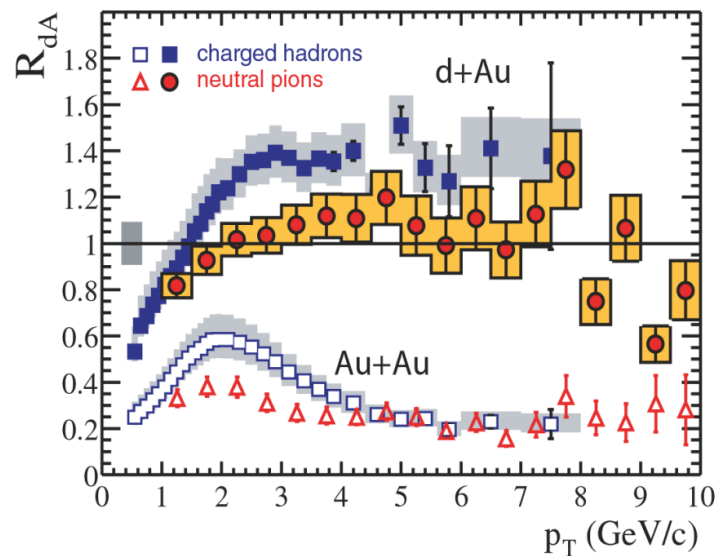 R_dA
1.8
1.6
1.4
1.2
1
0.8
0.6
0.4
0.2
0
charged hadrons
neutral pions
d+Au
Au+Au
0 1 2 3 4 5 6 7 8 9 10
p_T (GeV/c)